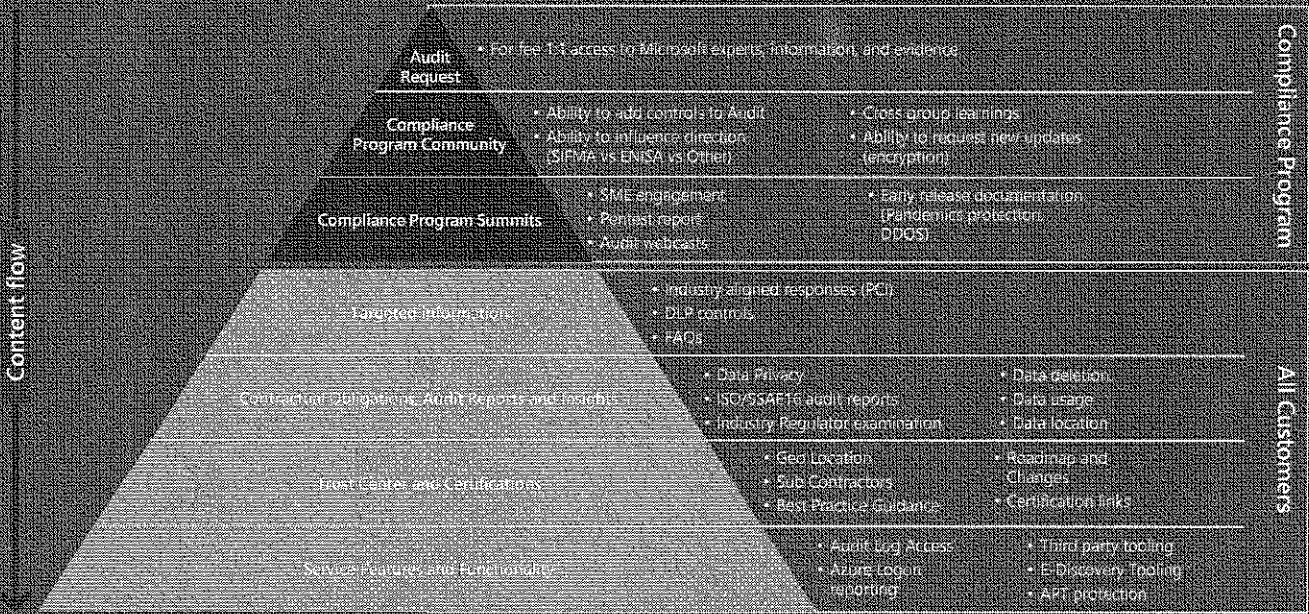 Content flow
Audit
Request
• For fee 1:1 access to Microsoft experts, information, and evidence
Compliance
Program Community
• Ability to add controls to Audit
• Ability to influence direction
(SIFMA vs ENISA vs Other)
• Cross group learnings
• Ability to request new updates
(encryption)
Compliance Program Summits
• SME engagement
• Pentest report
• Audit webcasts
• Early release documentation
(Pandemics protection,
DDOS)
Compliance Program
Targeted Information
• Industry aligned responses (PCI)
• DLP controls
• FAQs
Contractual Obligations, Audit Reports and Insights
• Data Privacy
• ISO/SSAE16 audit reports
• Industry Regulator examination
• Data deletion
• Data usage
• Data location
Trust Center and Certifications
• Geo Location
• Sub Contractors
• Best Practice Guidance
• Roadmap and
Changes
• Certification links
Service Features and Functionality
• Audit Log Access
• Azure Logon
reporting
• Third party tooling
• E-Discovery Tooling
• APT protection
All Customers